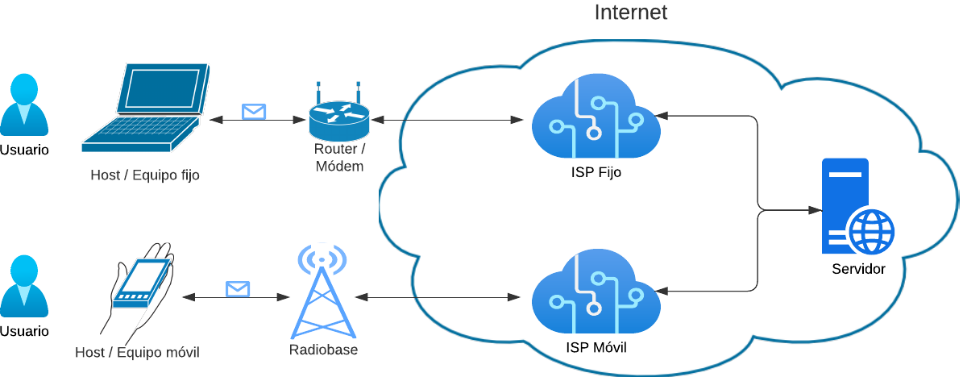 Internet
Usuario
Host / Equipo fijo
Router /
Módem
ISP Fijo
Servidor
Usuario
Host / Equipo móvil
Radiobase
ISP Móvil